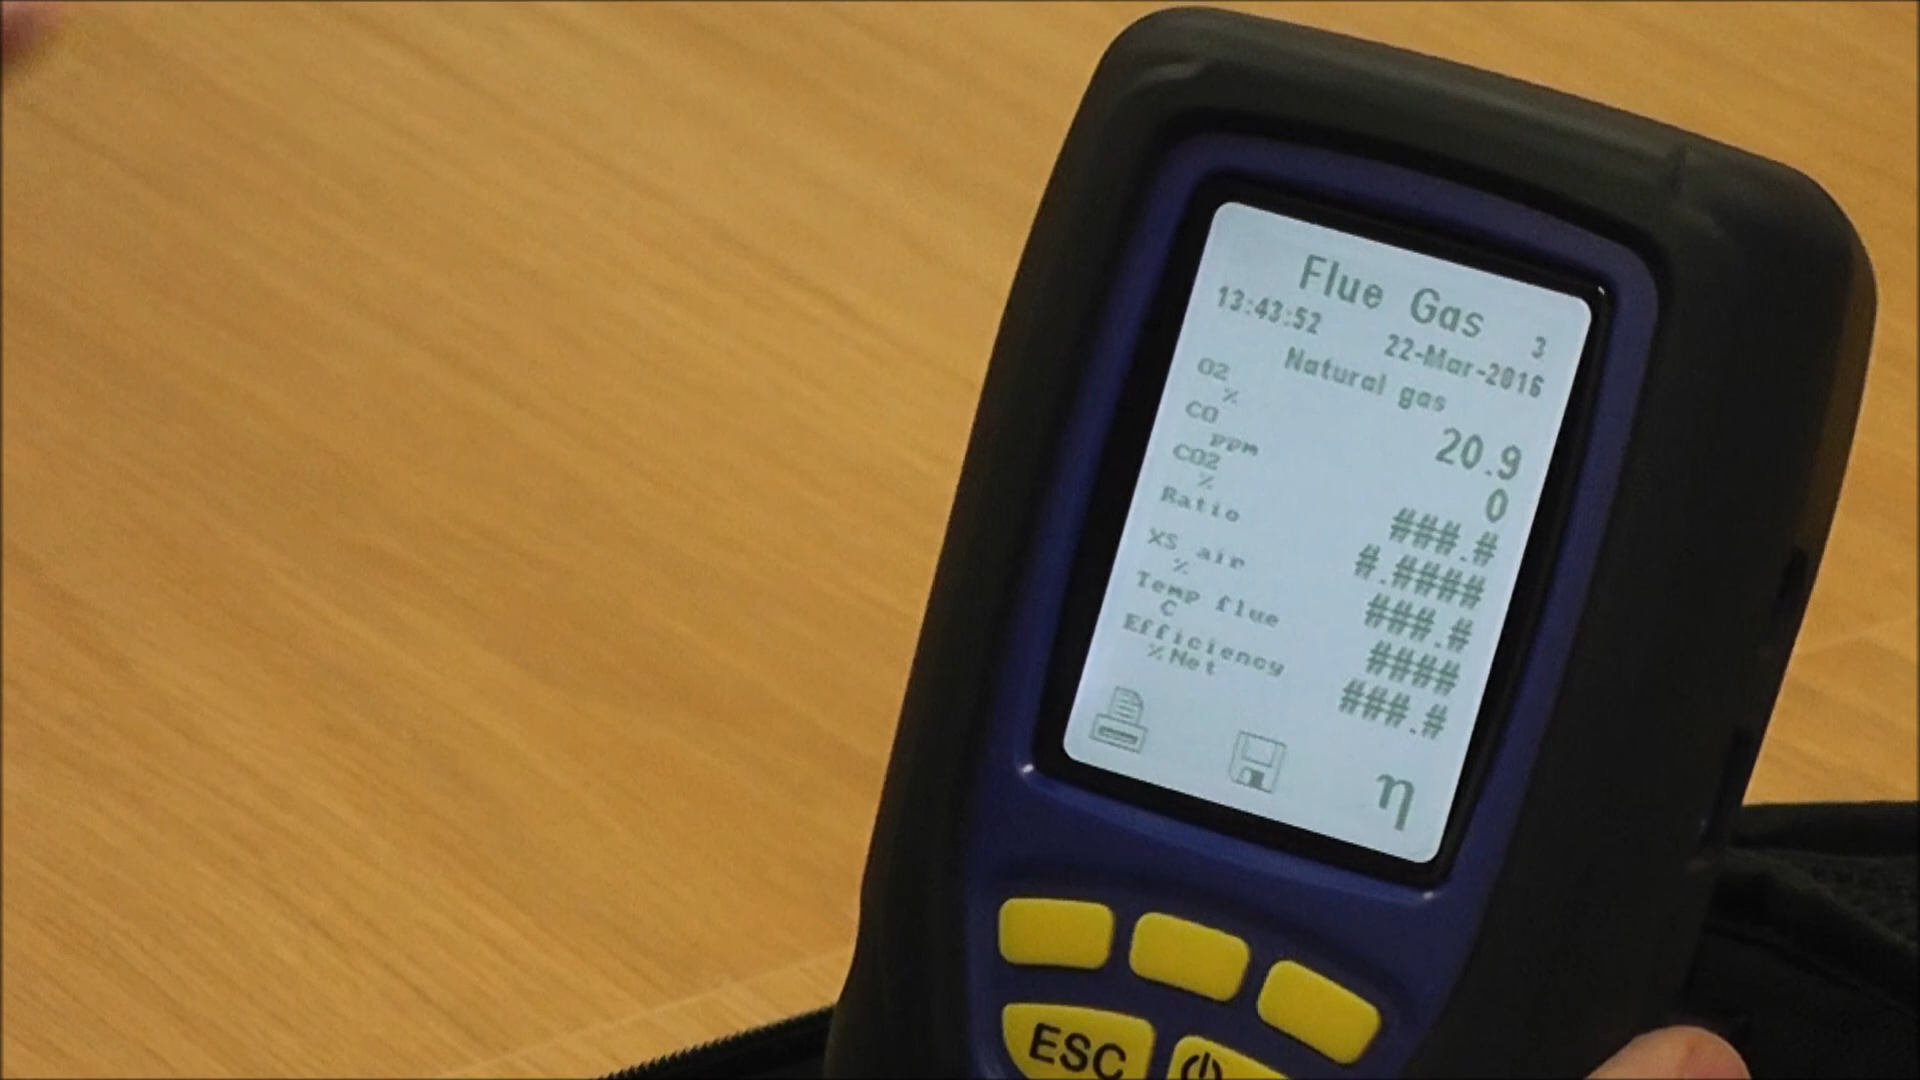 Flue Gas 3
13:43:52 22-Mar-2016
Natural gas
O2
% 20.9
CO
ppm 0
CO2
% ###.#
Ratio #.####
XS air
% ###.#
Temp flue
C ####
Efficiency
%Net ###.#
η
ESC